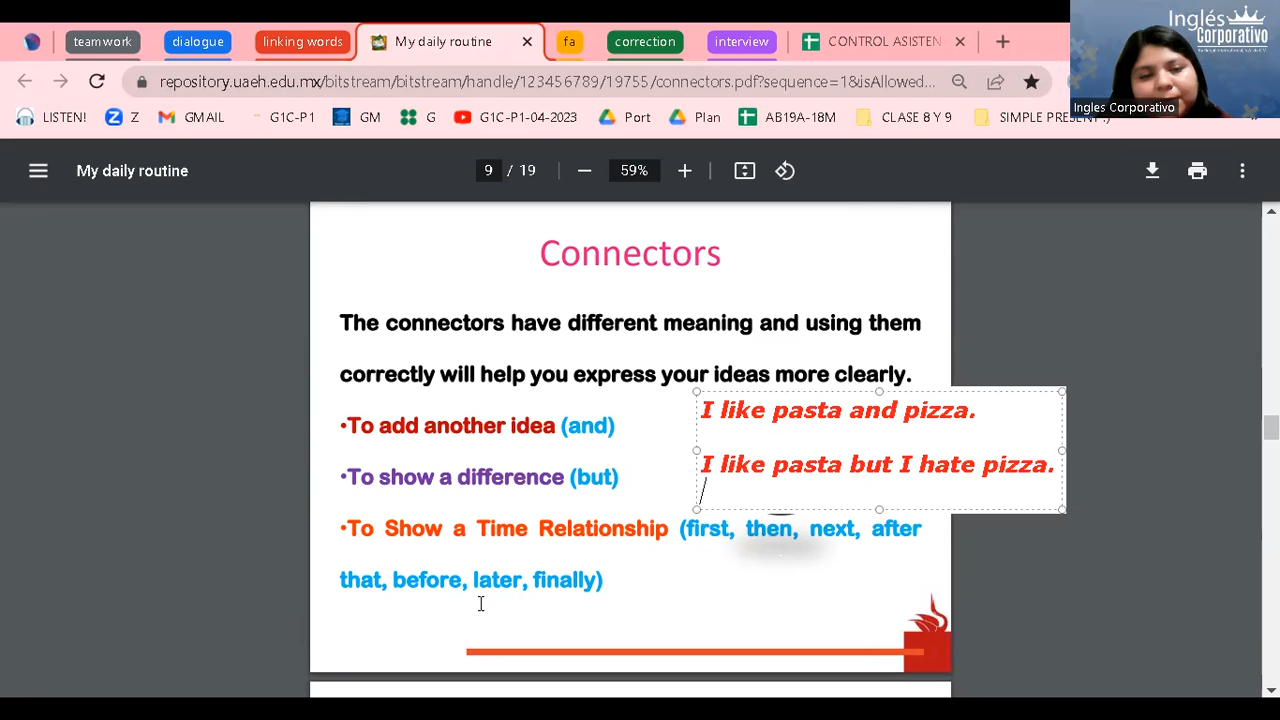 teamwork
dialogue
linking words
My daily routine
fa
correction
interview
CONTROL ASISTEN
Inglés
Corporativo
Ingles Corporativo
repository.uaeh.edu.mx/bitstream/bitstream/handle/123456789/19755/connectors.pdf?sequence=1&isAllowed...
LISTEN!
Z
GMAIL
G1C-P1
GM
G
G1C-P1-04-2023
Port
Plan
AB19A-18M
CLASE 8 Y 9
SIMPLE PRESENT :)
My daily routine
9 / 19
59%
Connectors
The connectors have different meaning and using them
correctly will help you express your ideas more clearly.
•To add another idea (and)
I like pasta and pizza.
•To show a difference (but)
I like pasta but I hate pizza.
•To Show a Time Relationship (first, then, next, after
that, before, later, finally)